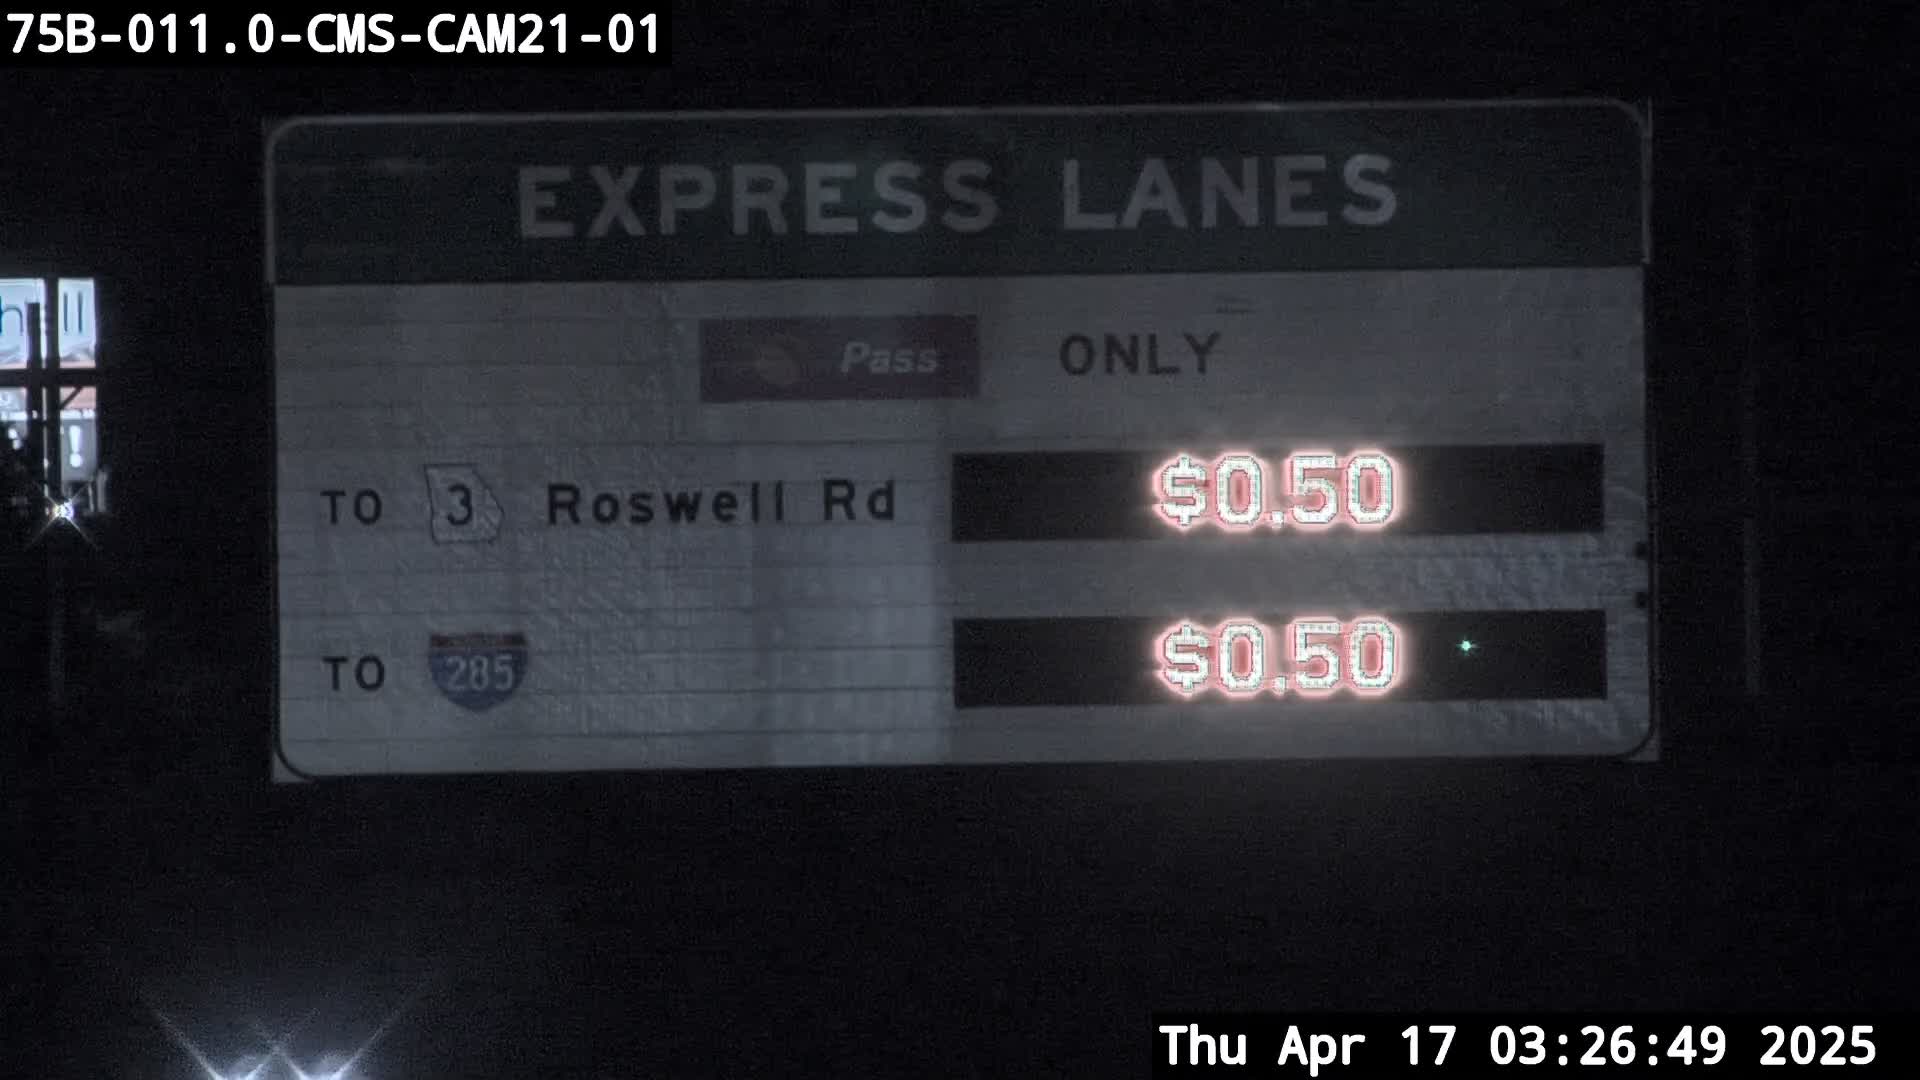 75B-011.0-CMS-CAM21-01
EXPRESS LANES
Pass ONLY
TO 3 Roswell Rd $0.50
TO 285 $0.50
Thu Apr 17 03:26:49 2025